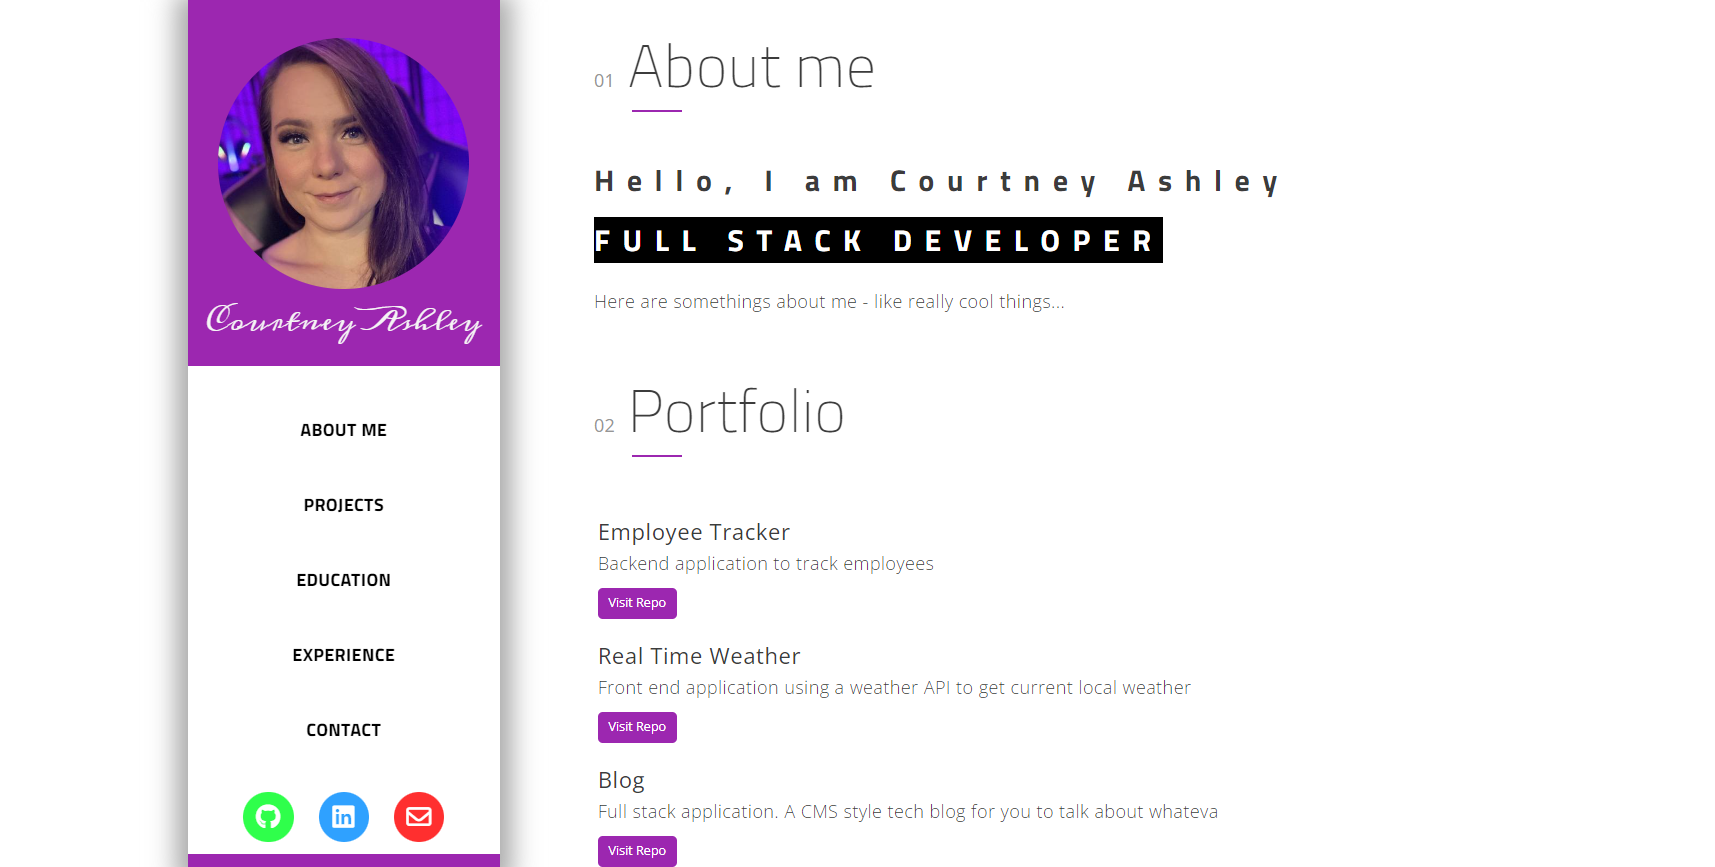 Courtney Ashley
ABOUT ME
PROJECTS
EDUCATION
EXPERIENCE
CONTACT
in
01 About me
Hello, I am Courtney Ashley
FULL STACK DEVELOPER
Here are somethings about me - like really cool things...
02 Portfolio
Employee Tracker
Backend application to track employees
Visit Repo
Real Time Weather
Front end application using a weather API to get current local weather
Visit Repo
Blog
Full stack application. A CMS style tech blog for you to talk about whateva
Visit Repo